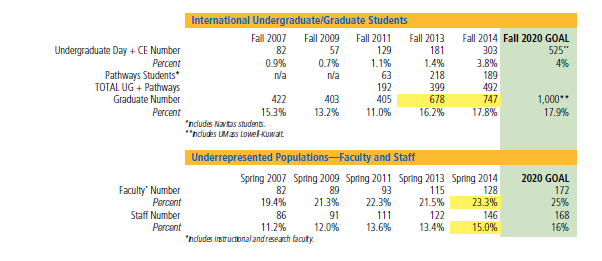 International Undergraduate/Graduate Students
Fall 2007 Fall 2009 Fall 2011 Fall 2013 Fall 2014 Fall 2020 GOAL
Undergraduate Day + CE Number 82 57 129 181 303 525**
Percent 0.9% 0.7% 1.1% 1.4% 3.8% 4%
Pathways Students* n/a n/a 63 218 189
TOTAL UG + Pathways 192 399 492
Graduate Number 422 403 405 678 747 1,000**
Percent 15.3% 13.2% 11.0% 16.2% 17.8% 17.9%
*Includes Navitas students.
**Includes UMass Lowell-Kuwait.
Underrepresented Populations—Faculty and Staff
Spring 2007 Spring 2009 Spring 2011 Spring 2013 Spring 2014 2020 GOAL
Faculty* Number 82 89 93 115 128 172
Percent 19.4% 21.3% 22.3% 21.5% 23.3% 25%
Staff Number 86 91 111 122 146 168
Percent 11.2% 12.0% 13.6% 13.4% 15.0% 16%
*Includes instructional and research faculty.